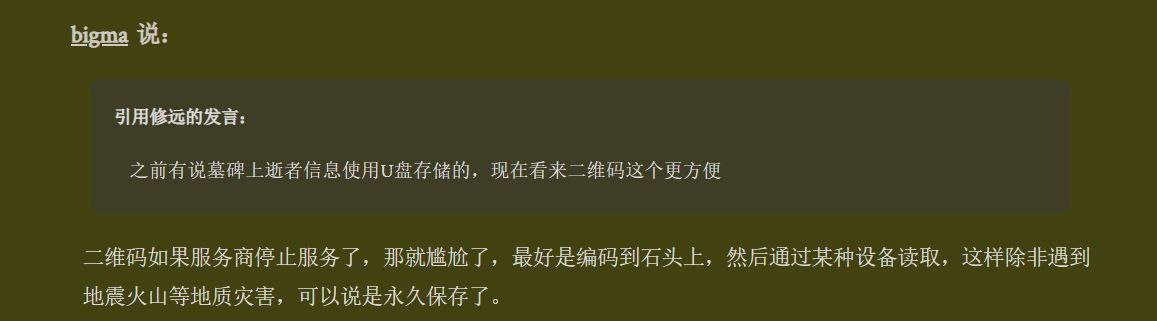 bigma 说：
引用修远的发言：
之前有说墓碑上逝者信息使用U盘存储的，现在看来二维码这个更方便
二维码如果服务商停止服务了，那就尴尬了，最好是编码到石头上，然后通过某种设备读取，这样除非遇到
地震火山等地质灾害，可以说是永久保存了。